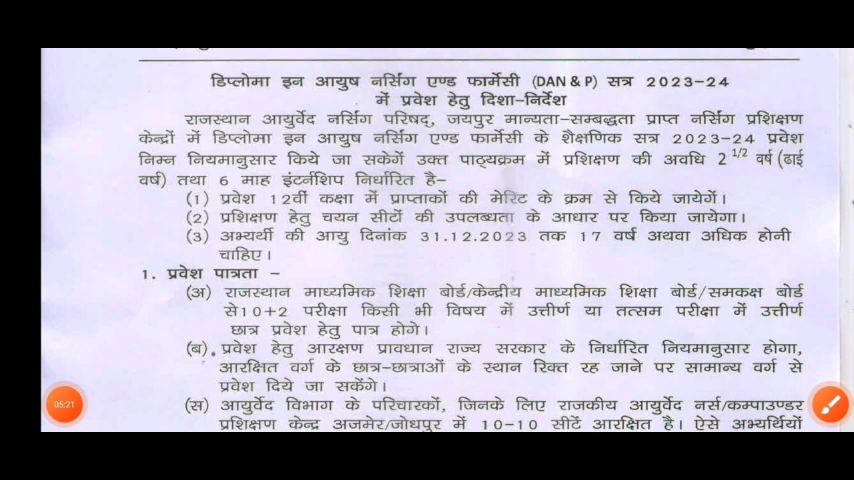 डिप्लोमा इन आयुष नर्सिंग एण्ड फार्मेसी (DAN & P) सत्र 2023-24
में प्रवेश हेतु दिशा-निर्देश
राजस्थान आयुर्वेद नर्सिंग परिषद्, जयपुर मान्यता-सम्बद्धता प्राप्त नर्सिंग प्रशिक्षण
केन्द्रों में डिप्लोमा इन आयुष नर्सिंग एण्ड फार्मेसी के शैक्षणिक सत्र 2023-24 प्रवेश
निम्न नियमानुसार किये जा सकेगें उक्त पाठ्यक्रम में प्रशिक्षण की अवधि 2 1/2 वर्ष (ढाई
वर्ष) तथा 6 माह इंटर्नशिप निर्धारित है-
(1) प्रवेश 12वीं कक्षा में प्राप्ताकों की मेरिट के क्रम से किये जायेगें।
(2) प्रशिक्षण हेतु चयन सीटों की उपलब्धता के आधार पर किया जायेगा।
(3) अभ्यर्थी की आयु दिनांक 31.12.2023 तक 17 वर्ष अथवा अधिक होनी
चाहिए।
1. प्रवेश पात्रता -
(अ) राजस्थान माध्यमिक शिक्षा बोर्ड/केन्द्रीय माध्यमिक शिक्षा बोर्ड/समकक्ष बोर्ड
से10+2 परीक्षा किसी भी विषय में उत्तीर्ण या तत्सम परीक्षा में उत्तीर्ण
छात्र प्रवेश हेतु पात्र होगे।
(ब) प्रवेश हेतु आरक्षण प्रावधान राज्य सरकार के निर्धारित नियमानुसार होगा,
आरक्षित वर्ग के छात्र-छात्राओं के स्थान रिक्त रह जाने पर सामान्य वर्ग से
प्रवेश दिये जा सकेंगे।
05:21
(स) आयुर्वेद विभाग के परिचारकों, जिनके लिए राजकीय आयुर्वेद नर्स/कम्पाउण्डर
प्रशिक्षण केन्द्र अजमेर/जोधपुर में 10-10 सीटें आरक्षित है। ऐसे अभ्यर्थियों